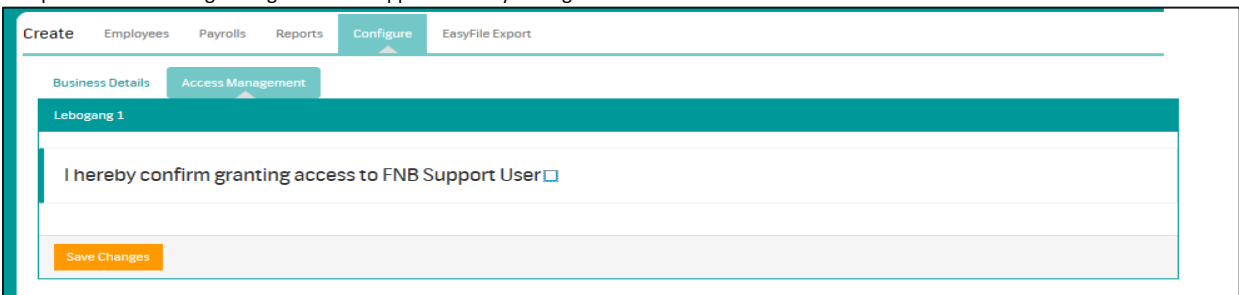 Create Employees Payrolls Reports Configure EasyFile Export
Business Details Access Management
Lebogang 1
I hereby confirm granting access to FNB Support User
Save Changes